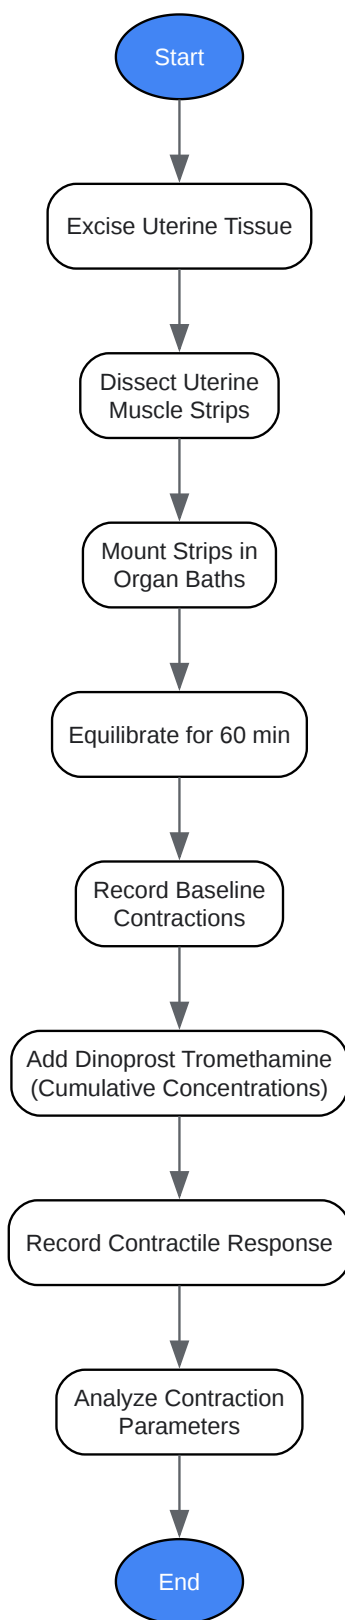 Start
Excise Uterine Tissue
Dissect Uterine
Muscle Strips
Mount Strips in
Organ Baths
Equilibrate for 60 min
Record Baseline
Contractions
Add Dinoprost Tromethamine
(Cumulative Concentrations)
Record Contractile Response
Analyze Contraction
Parameters
End